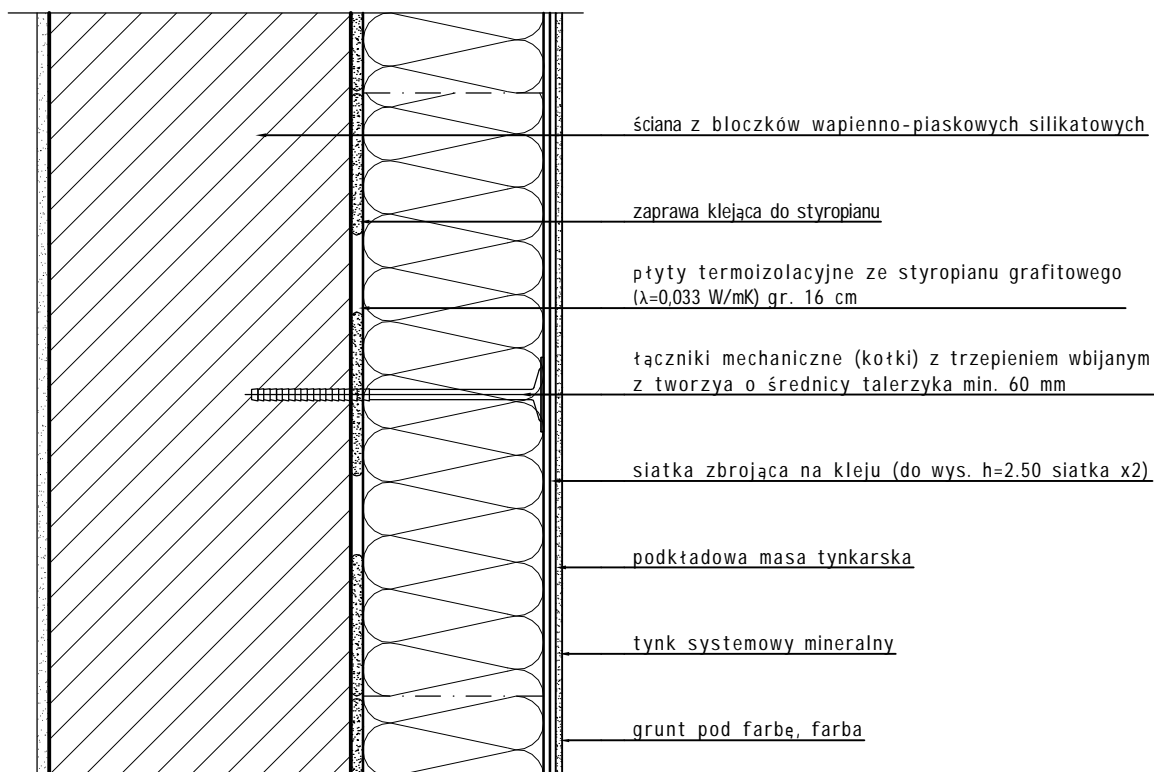 ściana z bloczków wapienno-piaskowych silikatowych
zaprawa klejąca do styropianu
płyty termoizolacyjne ze styropianu grafitowego
(λ=0,033 W/mK) gr. 16 cm
łączniki mechaniczne (kołki) z trzepieniem wbijanym
z tworzya o średnicy talerzyka min. 60 mm
siatka zbrojąca na kleju (do wys. h=2.50 siatka x2)
podkładowa masa tynkarska
tynk systemowy mineralny
grunt pod farbę, farba